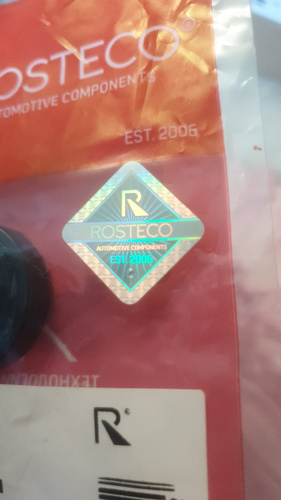 ROSTECO®
AUTOMOTIVE COMPONENTS
EST. 2006
R
ROSTECO
AUTOMOTIVE COMPONENTS
EST. 2006
R